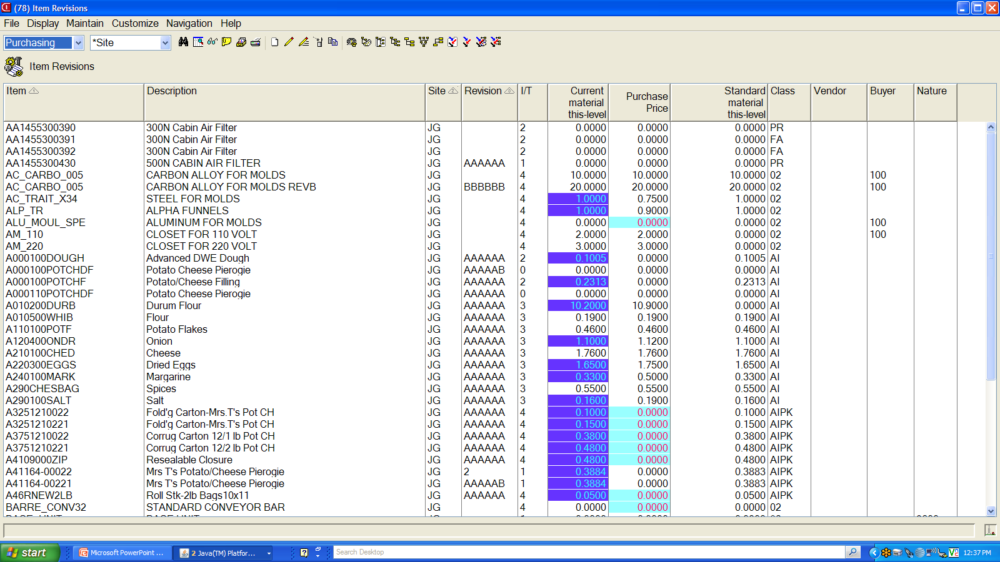 (78) Item Revisions
File Display Maintain Customize Navigation Help
Purchasing *Site
Item Revisions
Item Description Site Revision I/T Current material this-level Purchase Price Standard material this-level Class Vendor Buyer Nature
AA1455300390 300N Cabin Air Filter JG 2 0.0000 0.0000 0.0000 PR
AA1455300391 300N Cabin Air Filter JG 2 0.0000 0.0000 0.0000 FA
AA1455300392 300N Cabin Air Filter JG 2 0.0000 0.0000 0.0000 FA
AA1455300430 500N CABIN AIR FILTER JG AAAAAA 1 0.0000 0.0000 0.0000 PR
AC_CARBO_005 CARBON ALLOY FOR MOLDS JG 4 10.0000 10.0000 10.0000 02 100
AC_CARBO_005 CARBON ALLOY FOR MOLDS REVB JG BBBBBB 4 20.0000 20.0000 20.0000 02 100
AC_TRAIT_X34 STEEL FOR MOLDS JG 4 1.0000 0.7500 1.0000 02
ALP_TR ALPHA FUNNELS JG 4 1.0000 0.9000 1.0000 02
ALU_MOUL_SPE ALUMINUM FOR MOLDS JG 4 0.0000 0.0000 0.0000 02 100
AM_110 CLOSET FOR 110 VOLT JG 4 2.0000 2.0000 0.0000 02 100
AM_220 CLOSET FOR 220 VOLT JG 4 3.0000 3.0000 3.0000 02
A000100DOUGH Advanced DWE Dough JG AAAAAA 2 0.1005 0.0000 0.1005 AI
A000100POTCHDF Potato Cheese Pierogie JG AAAAAB 0 0.0000 0.0000 0.0000 AI
A000100POTCHF Potato/Cheese Filling JG AAAAAA 2 0.2313 0.0000 0.2313 AI
A000110POTCHDF Potato Cheese Pierogie JG AAAAAA 0 0.0000 0.0000 0.0000 AI
A010200DURB Durum Flour JG AAAAAA 3 10.2000 10.9000 0.0000 AI
A010500WHIB Flour JG AAAAAA 3 0.1900 0.1900 0.1900 AI
A110100POTF Potato Flakes JG AAAAAA 3 0.4600 0.4600 0.4600 AI
A120400ONDR Onion JG AAAAAA 3 1.1000 1.1200 1.1000 AI
A210100CHED Cheese JG AAAAAA 3 1.7600 1.7600 1.7600 AI
A220300EGGS Dried Eggs JG AAAAAA 3 1.6500 1.7500 1.6500 AI
A240100MARK Margarine JG AAAAAA 3 0.3300 0.5000 0.3300 AI
A290CHESBAG Spices JG AAAAAA 3 0.5500 0.5500 0.5500 AI
A290100SALT Salt JG AAAAAA 3 0.1600 0.1900 0.1600 AI
A3251210022 Fold'g Carton-Mrs.T's Pot CH JG AAAAAA 4 0.1000 0.0000 0.1000 AIPK
A3251210221 Fold'g Carton-Mrs.T's Pot CH JG AAAAAA 4 0.1500 0.0000 0.1500 AIPK
A3751210022 Corrug Carton 12/1 lb Pot CH JG AAAAAA 4 0.3800 0.0000 0.3800 AIPK
A3751210221 Corrug Carton 12/2 lb Pot CH JG AAAAAA 4 0.4800 0.0000 0.4800 AIPK
A4109000ZIP Resealable Closure JG AAAAAA 4 0.4800 0.0000 0.4800 AIPK
A41164-00022 Mrs T's Potato/Cheese Pierogie JG 2 1 0.3884 0.0000 0.3883 AIPK
A41164-00221 Mrs T's Potato/Cheese Pierogie JG AAAAAB 1 0.3884 0.0000 0.3883 AIPK
A46RNEW2LB Roll Stk-2lb Bags10x11 JG AAAAAA 4 0.0500 0.0000 0.0500 AIPK
BARRE_CONV32 STANDARD CONVEYOR BAR JG 4 0.0000 0.0000 0.0000 02
start Microsoft PowerPoint ... 2 Java(TM) Platfor... Search Desktop 12:37 PM